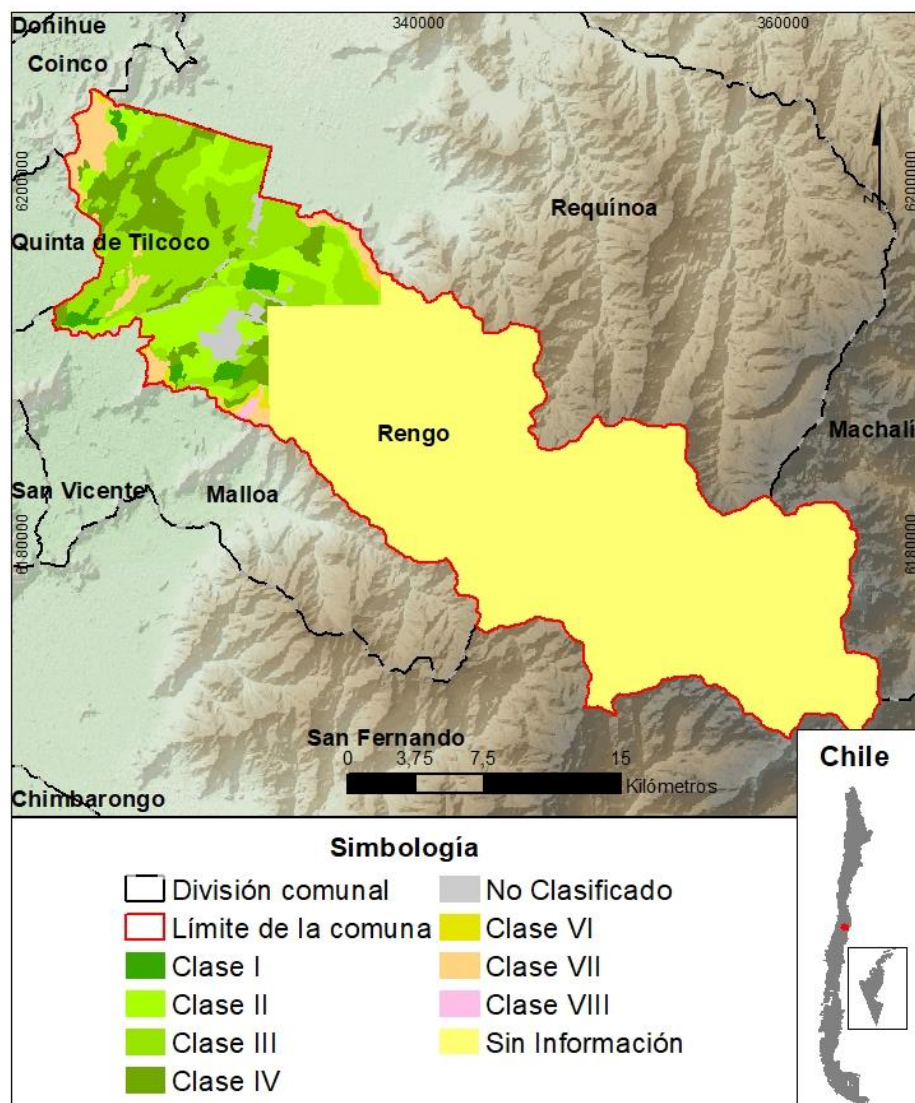 Doñihue
340000
360000
Coinco
6200000
6200000
N
Requínoa
Quinta de Tilcoco
Rengo
Machalí
San Vicente
Malloa
6180000
6180000
San Fernando
0 3,75 7,5 15
Kilómetros
Chimbarongo
Chile
Simbología
División comunal
Límite de la comuna
Clase I
Clase II
Clase III
Clase IV
No Clasificado
Clase VI
Clase VII
Clase VIII
Sin Información